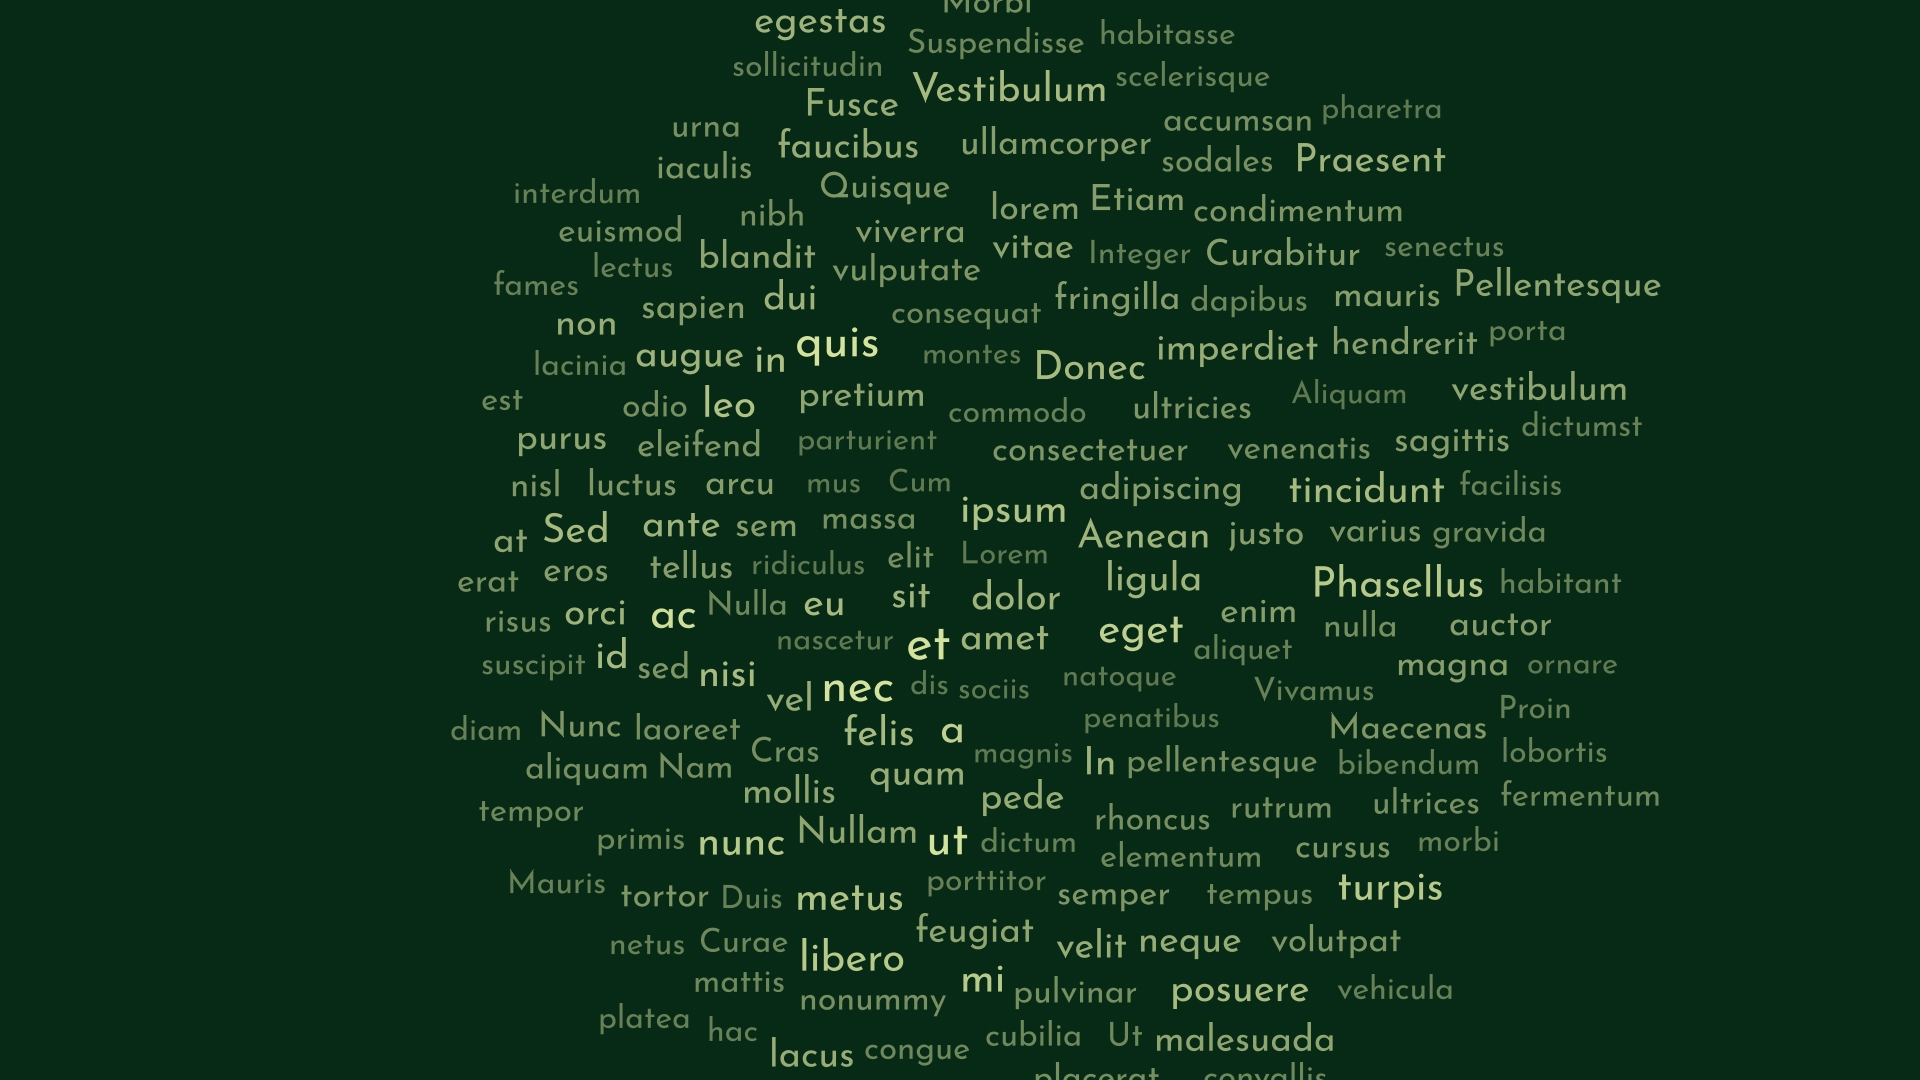 Morbi
egestas Suspendisse habitasse
sollicitudin Vestibulum scelerisque
Fusce accumsan pharetra
urna faucibus ullamcorper sodales Praesent
iaculis Quisque
interdum nibh lorem Etiam condimentum
euismod viverra vitae Integer Curabitur senectus
lectus blandit vulputate
fames sapien dui consequat fringilla dapibus mauris Pellentesque
non quis imperdiet hendrerit porta
lacinia augue in montes Donec
est odio leo pretium commodo ultricies Aliquam vestibulum
purus eleifend parturient consectetuer venenatis sagittis dictumst
nisl luctus arcu mus Cum adipiscing tincidunt facilisis
at Sed ante sem massa ipsum Aenean justo varius gravida
erat eros tellus ridiculus elit Lorem ligula Phasellus habitant
risus orci ac Nulla eu sit dolor enim nulla auctor
nascetur et amet eget aliquet
suscipit id sed nisi magna ornare
vel nec dis sociis natoque Vivamus
diam Nunc laoreet felis a penatibus Maecenas Proin
aliquam Nam Cras quam magnis In pellentesque bibendum lobortis
tempor mollis pede rhoncus rutrum ultrices fermentum
primis nunc Nullam ut dictum elementum cursus morbi
Mauris tortor Duis metus porttitor semper tempus turpis
netus Curae libero feugiat velit neque volutpat
mattis nonummy mi pulvinar posuere vehicula
platea hac lacus congue cubilia Ut malesuada
placerat convallis